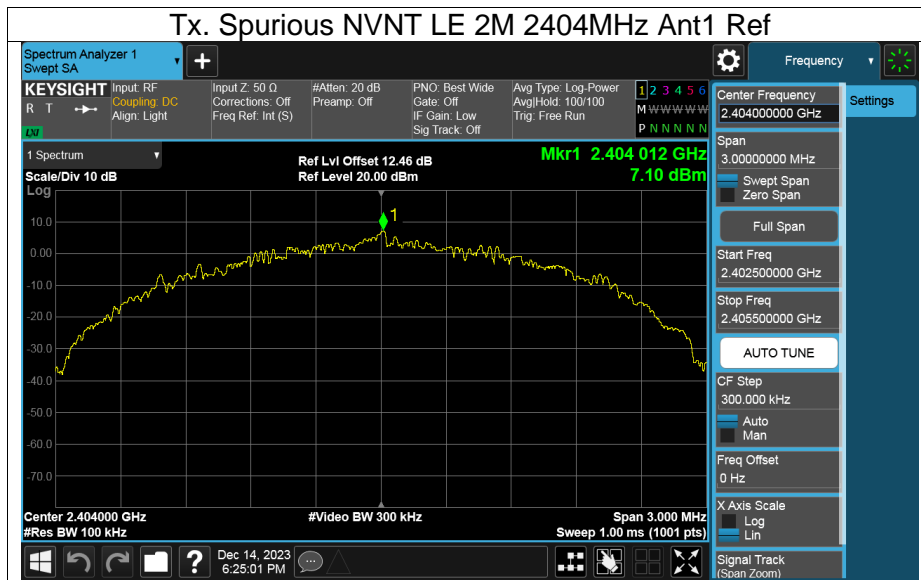 Tx. Spurious NVNT LE 2M 2404MHz Ant1 Ref
Spectrum Analyzer 1
Swept SA
+
Frequency
KEYSIGHT
R T
LXI
Input: RF
Coupling: DC
Align: Light
Input Z: 50 Ω
Corrections: Off
Freq Ref: Int (S)
#Atten: 20 dB
Preamp: Off
PNO: Best Wide
Gate: Off
IF Gain: Low
Sig Track: Off
Avg Type: Log-Power
Avg|Hold: 100/100
Trig: Free Run
1 2 3 4 5 6
M W W W W W
P N N N N N
1 Spectrum
Scale/Div 10 dB
Ref Lvl Offset 12.46 dB
Ref Level 20.00 dBm
Mkr1 2.404 012 GHz
7.10 dBm
Log
10.0
0.00
-10.0
-20.0
-30.0
-40.0
-50.0
-60.0
-70.0
1
Center 2.404000 GHz
#Res BW 100 kHz
#Video BW 300 kHz
Span 3.000 MHz
Sweep 1.00 ms (1001 pts)
Dec 14, 2023
6:25:01 PM
?
Center Frequency
2.404000000 GHz
Settings
Span
3.00000000 MHz
Swept Span
Zero Span
Full Span
Start Freq
2.402500000 GHz
Stop Freq
2.405500000 GHz
AUTO TUNE
CF Step
300.000 kHz
Auto
Man
Freq Offset
0 Hz
X Axis Scale
Log
Lin
Signal Track
(Span Zoom)